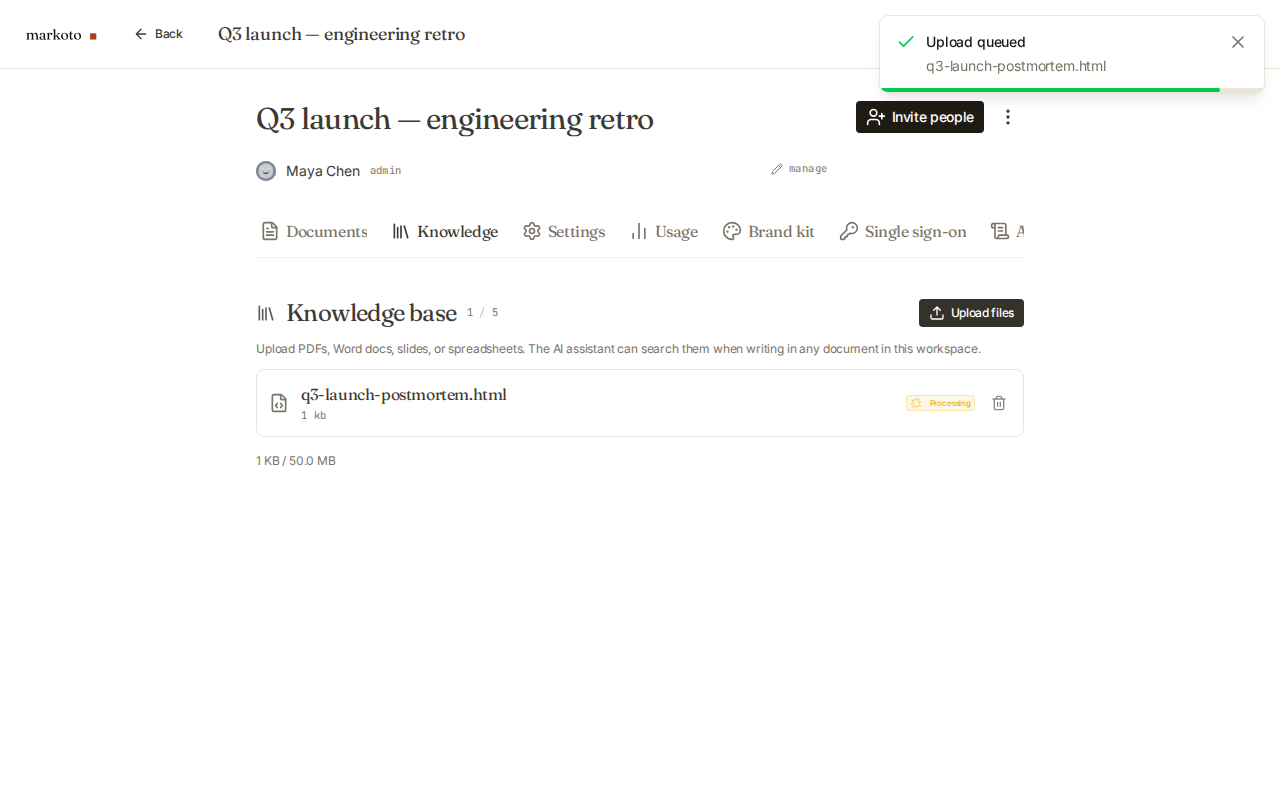 markoto
Back
Q3 launch — engineering retro
Upload queued
q3-launch-postmortem.html
Q3 launch — engineering retro
Invite people
Maya Chen admin
manage
Documents Knowledge Settings Usage Brand kit Single sign-on
Knowledge base 1 / 5
Upload files
Upload PDFs, Word docs, slides, or spreadsheets. The AI assistant can search them when writing in any document in this workspace.
q3-launch-postmortem.html
1 kb
Processing
1 KB / 50.0 MB